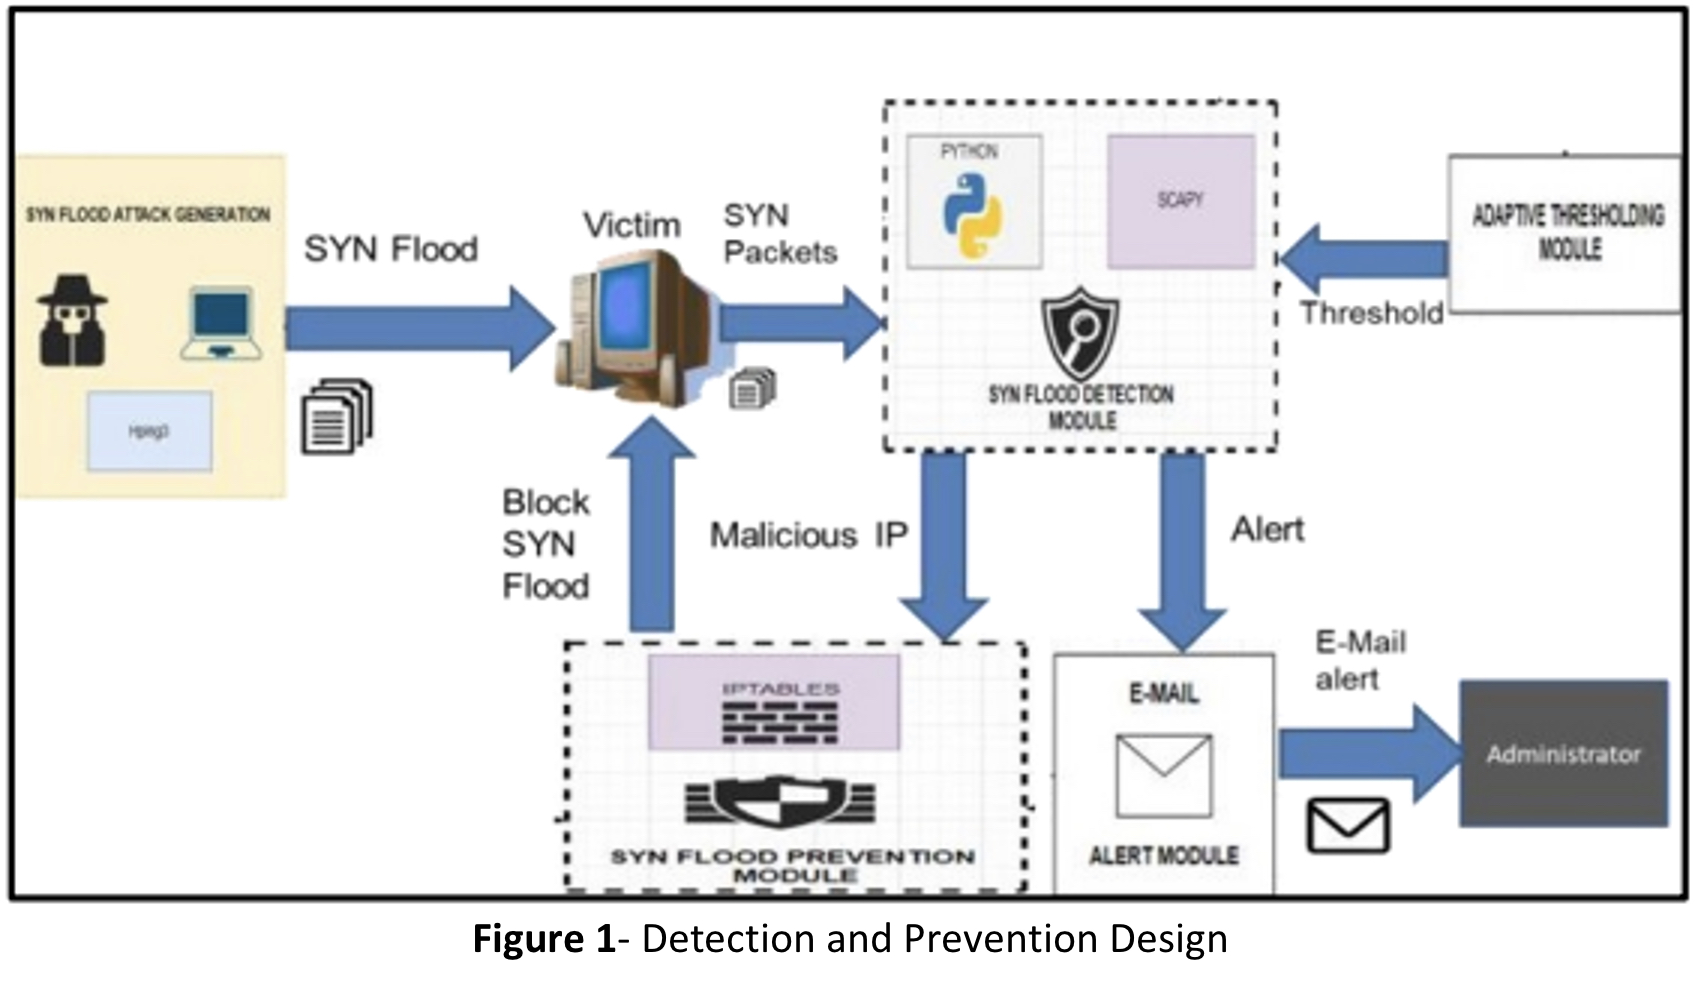 SYN FLOOD ATTACK GENERATION
SYN Flood
Victim
SYN
Packets
PYTHON
SCAPY
SYN FLOOD DETECTION
MODULE
ADAPTIVE THRESHOLDING
MODULE
Threshold
Block
SYN
Flood
Malicious IP
Alert
IPTABLES
SYN FLOOD PREVENTION
MODULE
E-MAIL
ALERT MODULE
E-Mail
alert
Administrator
Figure 1- Detection and Prevention Design